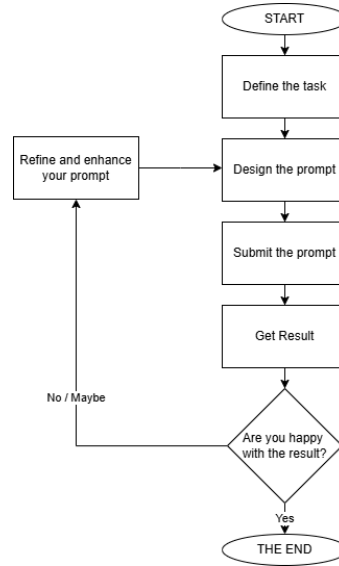 START
Define the task
Refine and enhance
your prompt
Design the prompt
Submit the prompt
Get Result
No / Maybe
Are you happy
with the result?
Yes
THE END